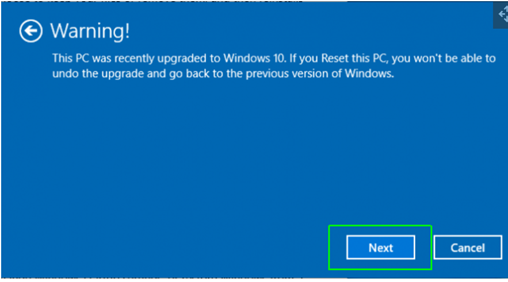 Warning!
This PC was recently upgraded to Windows 10. If you Reset this PC, you won't be able to
undo the upgrade and go back to the previous version of Windows.
Next
Cancel